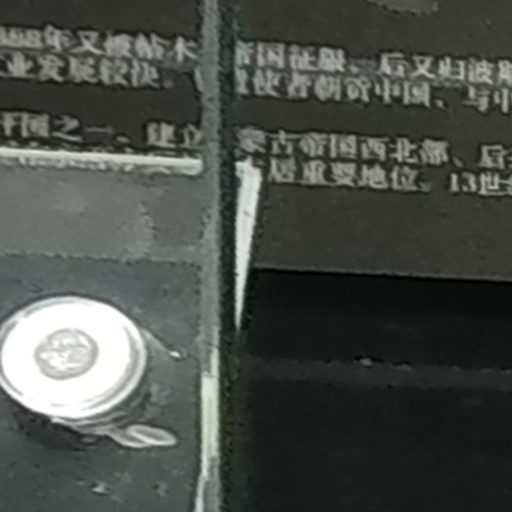 年又被帖木 帝国征服、后又归波斯
业发展较快。 遣使者朝贡中国、与中
汗国之一、建立 蒙古帝国西北部、后
居重要地位。13世纪